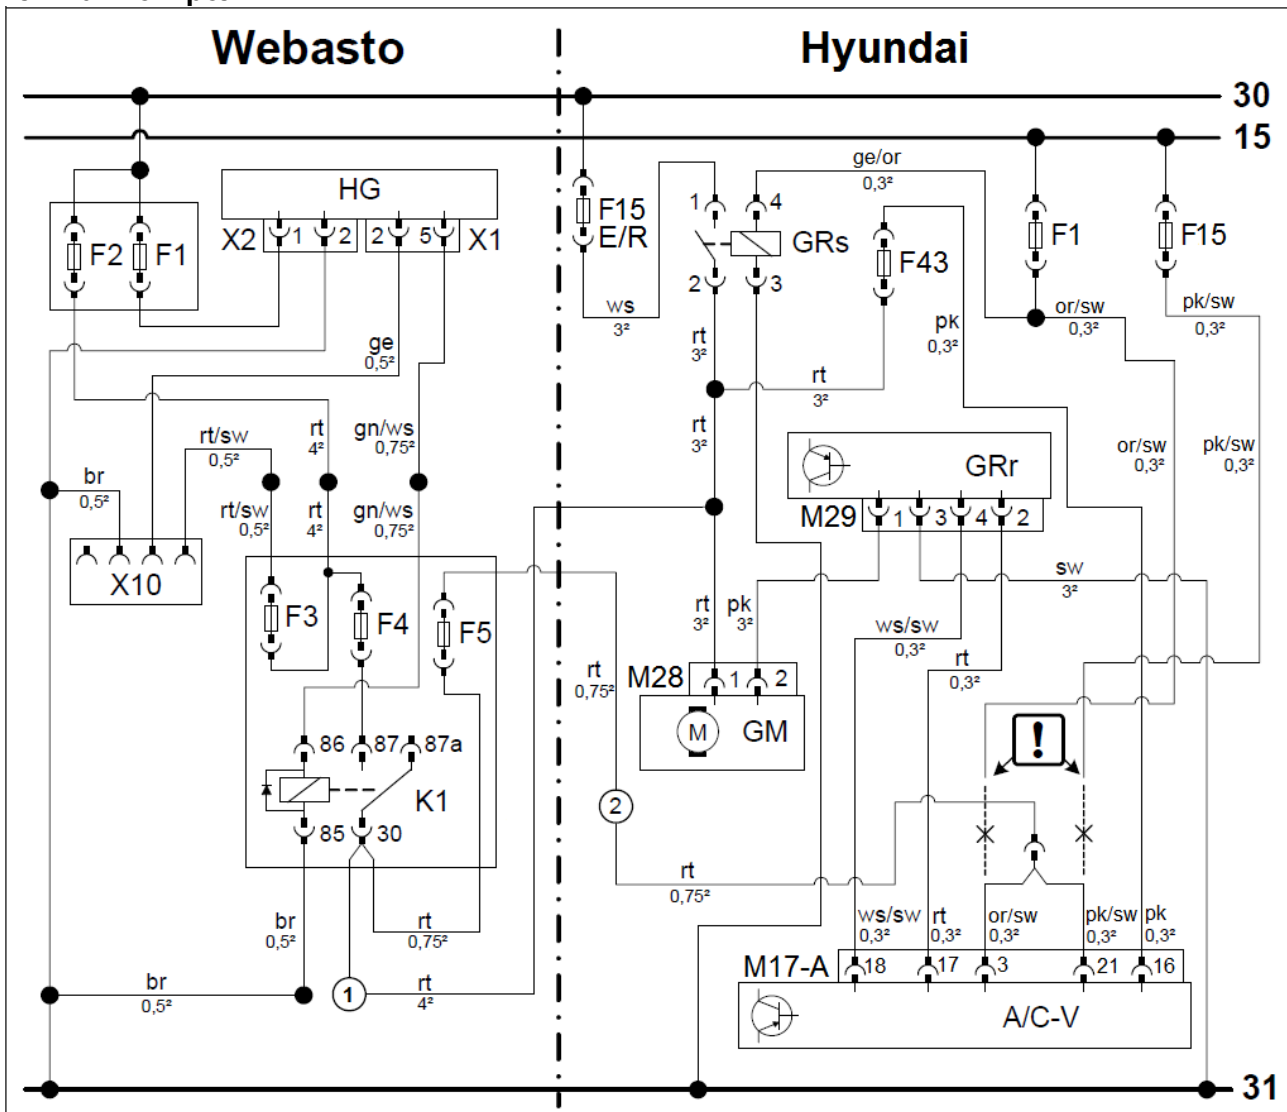 Webasto
Hyundai
30
15
HG
X2 1 2 2 5 X1
F2 F1
F15
E/R
1 4
GRs
2 3
ge/or
0,3²
F43
F1
F15
ws
3²
rt
3²
pk
0,3²
or/sw
0,3²
pk/sw
0,3²
ge
0,5²
rt
3²
rt
3²
rt/sw
0,5²
rt
4²
gn/ws
0,75²
or/sw
0,3²
pk/sw
0,3²
br
0,5²
rt/sw
0,5²
rt
4²
gn/ws
0,75²
GRr
M29 1 3 4 2
X10
F3 F4 F5
sw
3²
rt
3²
pk
3²
ws/sw
0,3²
rt
0,3²
rt
0,75²
M28 1 2
M GM
!
86 87 87a
K1
85 30
2
rt
0,75²
br
0,5²
rt
0,75²
ws/sw
0,3²
rt
0,3²
or/sw
0,3²
pk/sw
0,3²
pk
0,3²
M17-A 18 17 3 21 16
A/C-V
br
0,5²
1
rt
4²
31